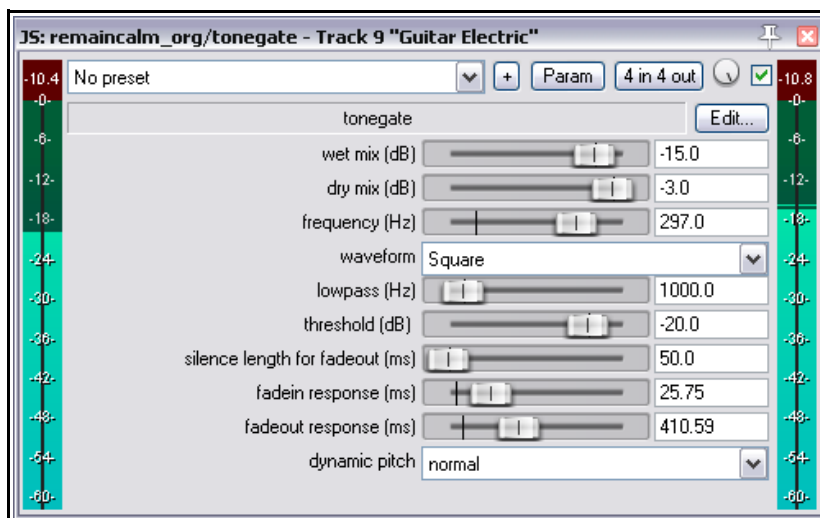 JS: remaincalm_org/tonegate - Track 9 "Guitar Electric"
-10.4 No preset + Param 4 in 4 out -10.8
tonegate Edit...
wet mix (dB) -15.0
dry mix (dB) -3.0
frequency (Hz) 297.0
waveform Square
lowpass (Hz) 1000.0
threshold (dB) -20.0
silence length for fadeout (ms) 50.0
fadein response (ms) 25.75
fadeout response (ms) 410.59
dynamic pitch normal
-0-
-6-
-12-
-18-
-24-
-30-
-36-
-42-
-48-
-54-
-60-
-0-
-6-
-12-
-18-
-24-
-30-
-36-
-42-
-48-
-54-
-60-